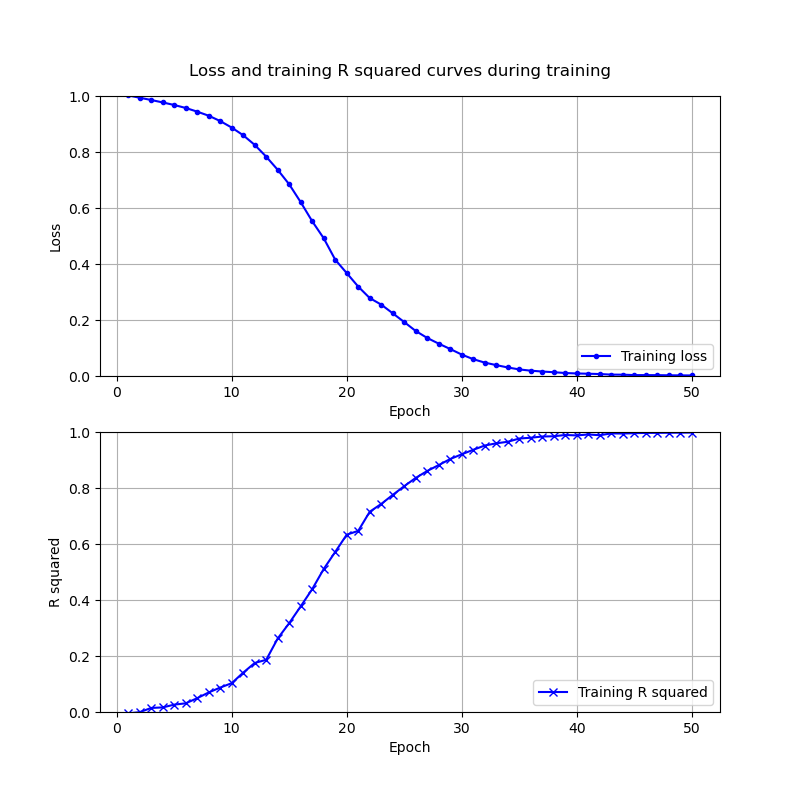 Loss and training R squared curves during training
1.0
0.8
0.6
0.4
0.2
0.0
Loss
Training loss
0 10 20 30 40 50
Epoch
1.0
0.8
0.6
0.4
0.2
0.0
R squared
Training R squared
0 10 20 30 40 50
Epoch